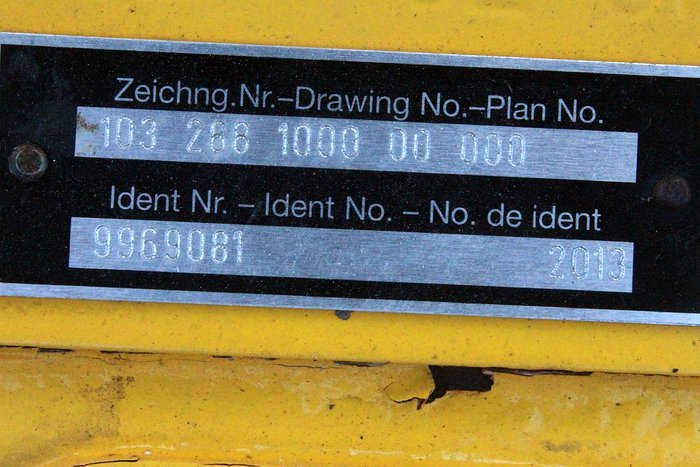 Zeichng.Nr.–Drawing No.–Plan No.
103 288 1000 00 000
Ident Nr. – Ident No. – No. de ident
9969081 2013